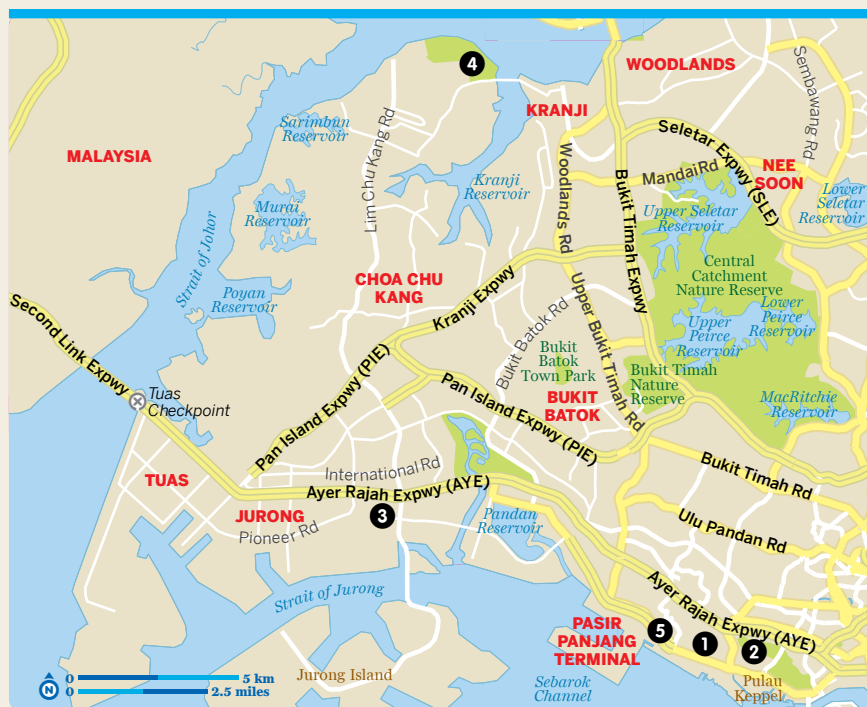 4
WOODLANDS
Sembawang Rd
KRANJI
Sarimbun
Reservoir
Lim Chu Kang Rd
Seletar Expwy (SLE)
MALAYSIA
Woodlands Rd
Bukit Timah Expwy
Mandai Rd
NEE
SOON
Kranji
Reservoir
Lower
Seletar
Reservoir
Murai
Reservoir
Upper Seletar
Reservoir
Strait of Johor
Central
Catchment
Nature Reserve
CHOA CHU
KANG
Kranji Expwy
Poyan
Reservoir
Upper Bukit Timah Rd
Lower
Peirce
Reservoir
Second Link Expwy
Bukit Batok Rd
Upper
Peirce
Reservoir
Bukit
Batok
Town Park
Bukit Timah
Nature
Reserve
Tuas
Checkpoint
Pan Island Expwy (PIE)
Pan Island Expwy (PIE)
BUKIT
BATOK
MacRitchie
Reservoir
TUAS
International Rd
Bukit Timah Rd
Ayer Rajah Expwy (AYE)
JURONG
3
Pioneer Rd
Pandan
Reservoir
Ulu Pandan Rd
Strait of Jurong
Ayer Rajah Expwy (AYE)
PASIR
PANJANG
TERMINAL
5
1
2
Jurong Island
Sebarok
Channel
Pulau
Keppel
N
0 5 km
0 2.5 miles